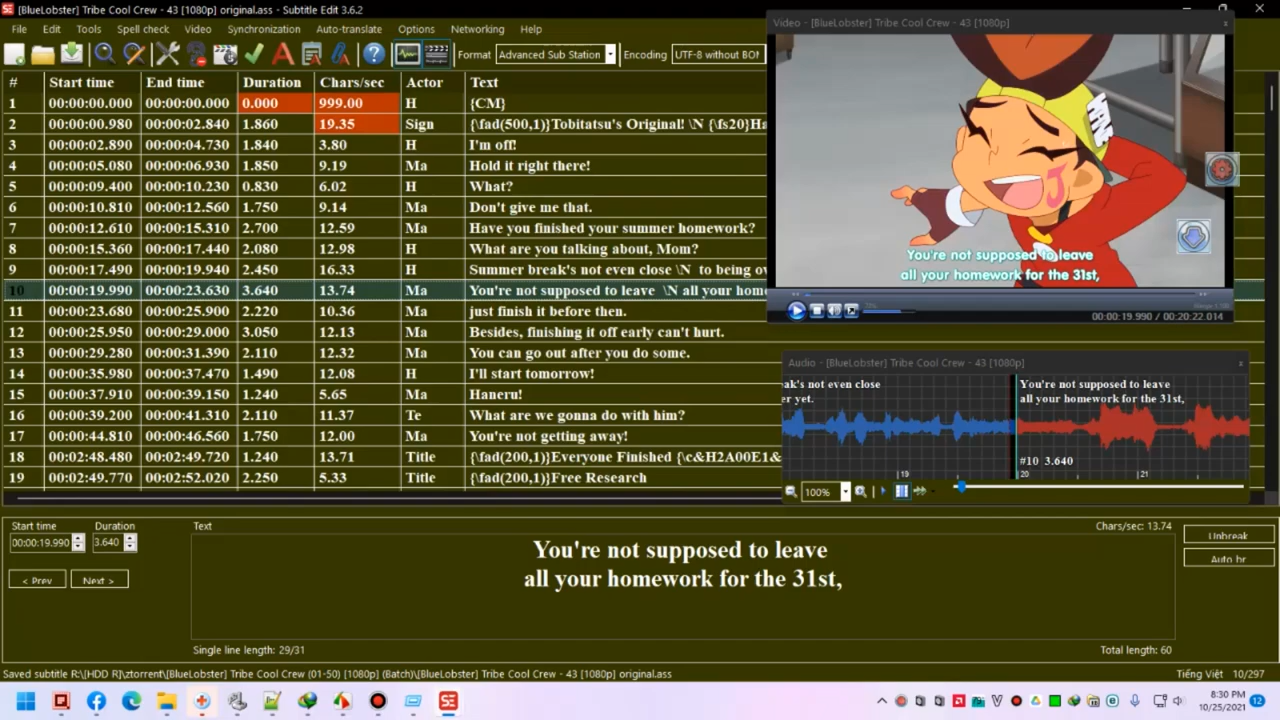 [BlueLobster] Tribe Cool Crew - 43 [1080p] original.ass - Subtitle Edit 3.6.2
File Edit Tools Spell check Video Synchronization Auto-translate Options Networking Help
Format Advanced Sub Station Encoding UTF-8 without BOM
# Start time End time Duration Chars/sec Actor Text
1 00:00:00.000 00:00:00.000 0.000 999.00 H {CM}
2 00:00:00.980 00:00:02.840 1.860 19.35 Sign {\fad(500,1)}Tobitatsu's Original! \N {\fs20}Ha
3 00:00:02.890 00:00:04.730 1.840 3.80 H I'm off!
4 00:00:05.080 00:00:06.930 1.850 9.19 Ma Hold it right there!
5 00:00:09.400 00:00:10.230 0.830 6.02 H What?
6 00:00:10.810 00:00:12.560 1.750 9.14 Ma Don't give me that.
7 00:00:12.610 00:00:15.310 2.700 12.59 Ma Have you finished your summer homework?
8 00:00:15.360 00:00:17.440 2.080 12.98 H What are you talking about, Mom?
9 00:00:17.490 00:00:19.940 2.450 16.33 H Summer break's not even close \N to being ov
10 00:00:19.990 00:00:23.630 3.640 13.74 Ma You're not supposed to leave \N all your home
11 00:00:23.680 00:00:25.900 2.220 10.36 Ma just finish it before then.
12 00:00:25.950 00:00:29.000 3.050 12.13 Ma Besides, finishing it off early can't hurt.
13 00:00:29.280 00:00:31.390 2.110 12.32 Ma You can go out after you do some.
14 00:00:35.980 00:00:37.470 1.490 12.08 H I'll start tomorrow!
15 00:00:37.910 00:00:39.150 1.240 5.65 Ma Haneru!
16 00:00:39.200 00:00:41.310 2.110 11.37 Te What are we gonna do with him?
17 00:00:44.810 00:00:46.560 1.750 12.00 Ma You're not getting away!
18 00:00:48.480 00:00:49.720 1.240 13.71 Title {\fad(200,1)}Everyone Finished {\c&H2A00E1&
19 00:00:49.770 00:00:52.020 2.250 5.33 Title {\fad(200,1)}Free Research
Video - [BlueLobster] Tribe Cool Crew - 43 [1080p]
HANE
You're not supposed to leave
all your homework for the 31st,
00:00:19.990 / 00:20:22.014
Audio - [BlueLobster] Tribe Cool Crew - 43 [1080p]
ak's not even close
er yet.
You're not supposed to leave
all your homework for the 31st,
#10 3.640
19 20 21
100%
Start time Duration Text Chars/sec: 13.74
00:00:19.990 3.640
< Prev Next >
You're not supposed to leave
all your homework for the 31st,
Unbreak
Auto br
Single line length: 29/31 Total length: 60
Saved subtitle R:\[HDD R]\ztorrent\[BlueLobster] Tribe Cool Crew (01-50) [1080p] (Batch)\[BlueLobster] Tribe Cool Crew - 43 [1080p] original.ass Tiếng Việt 10/297
8:30 PM
10/25/2021
12